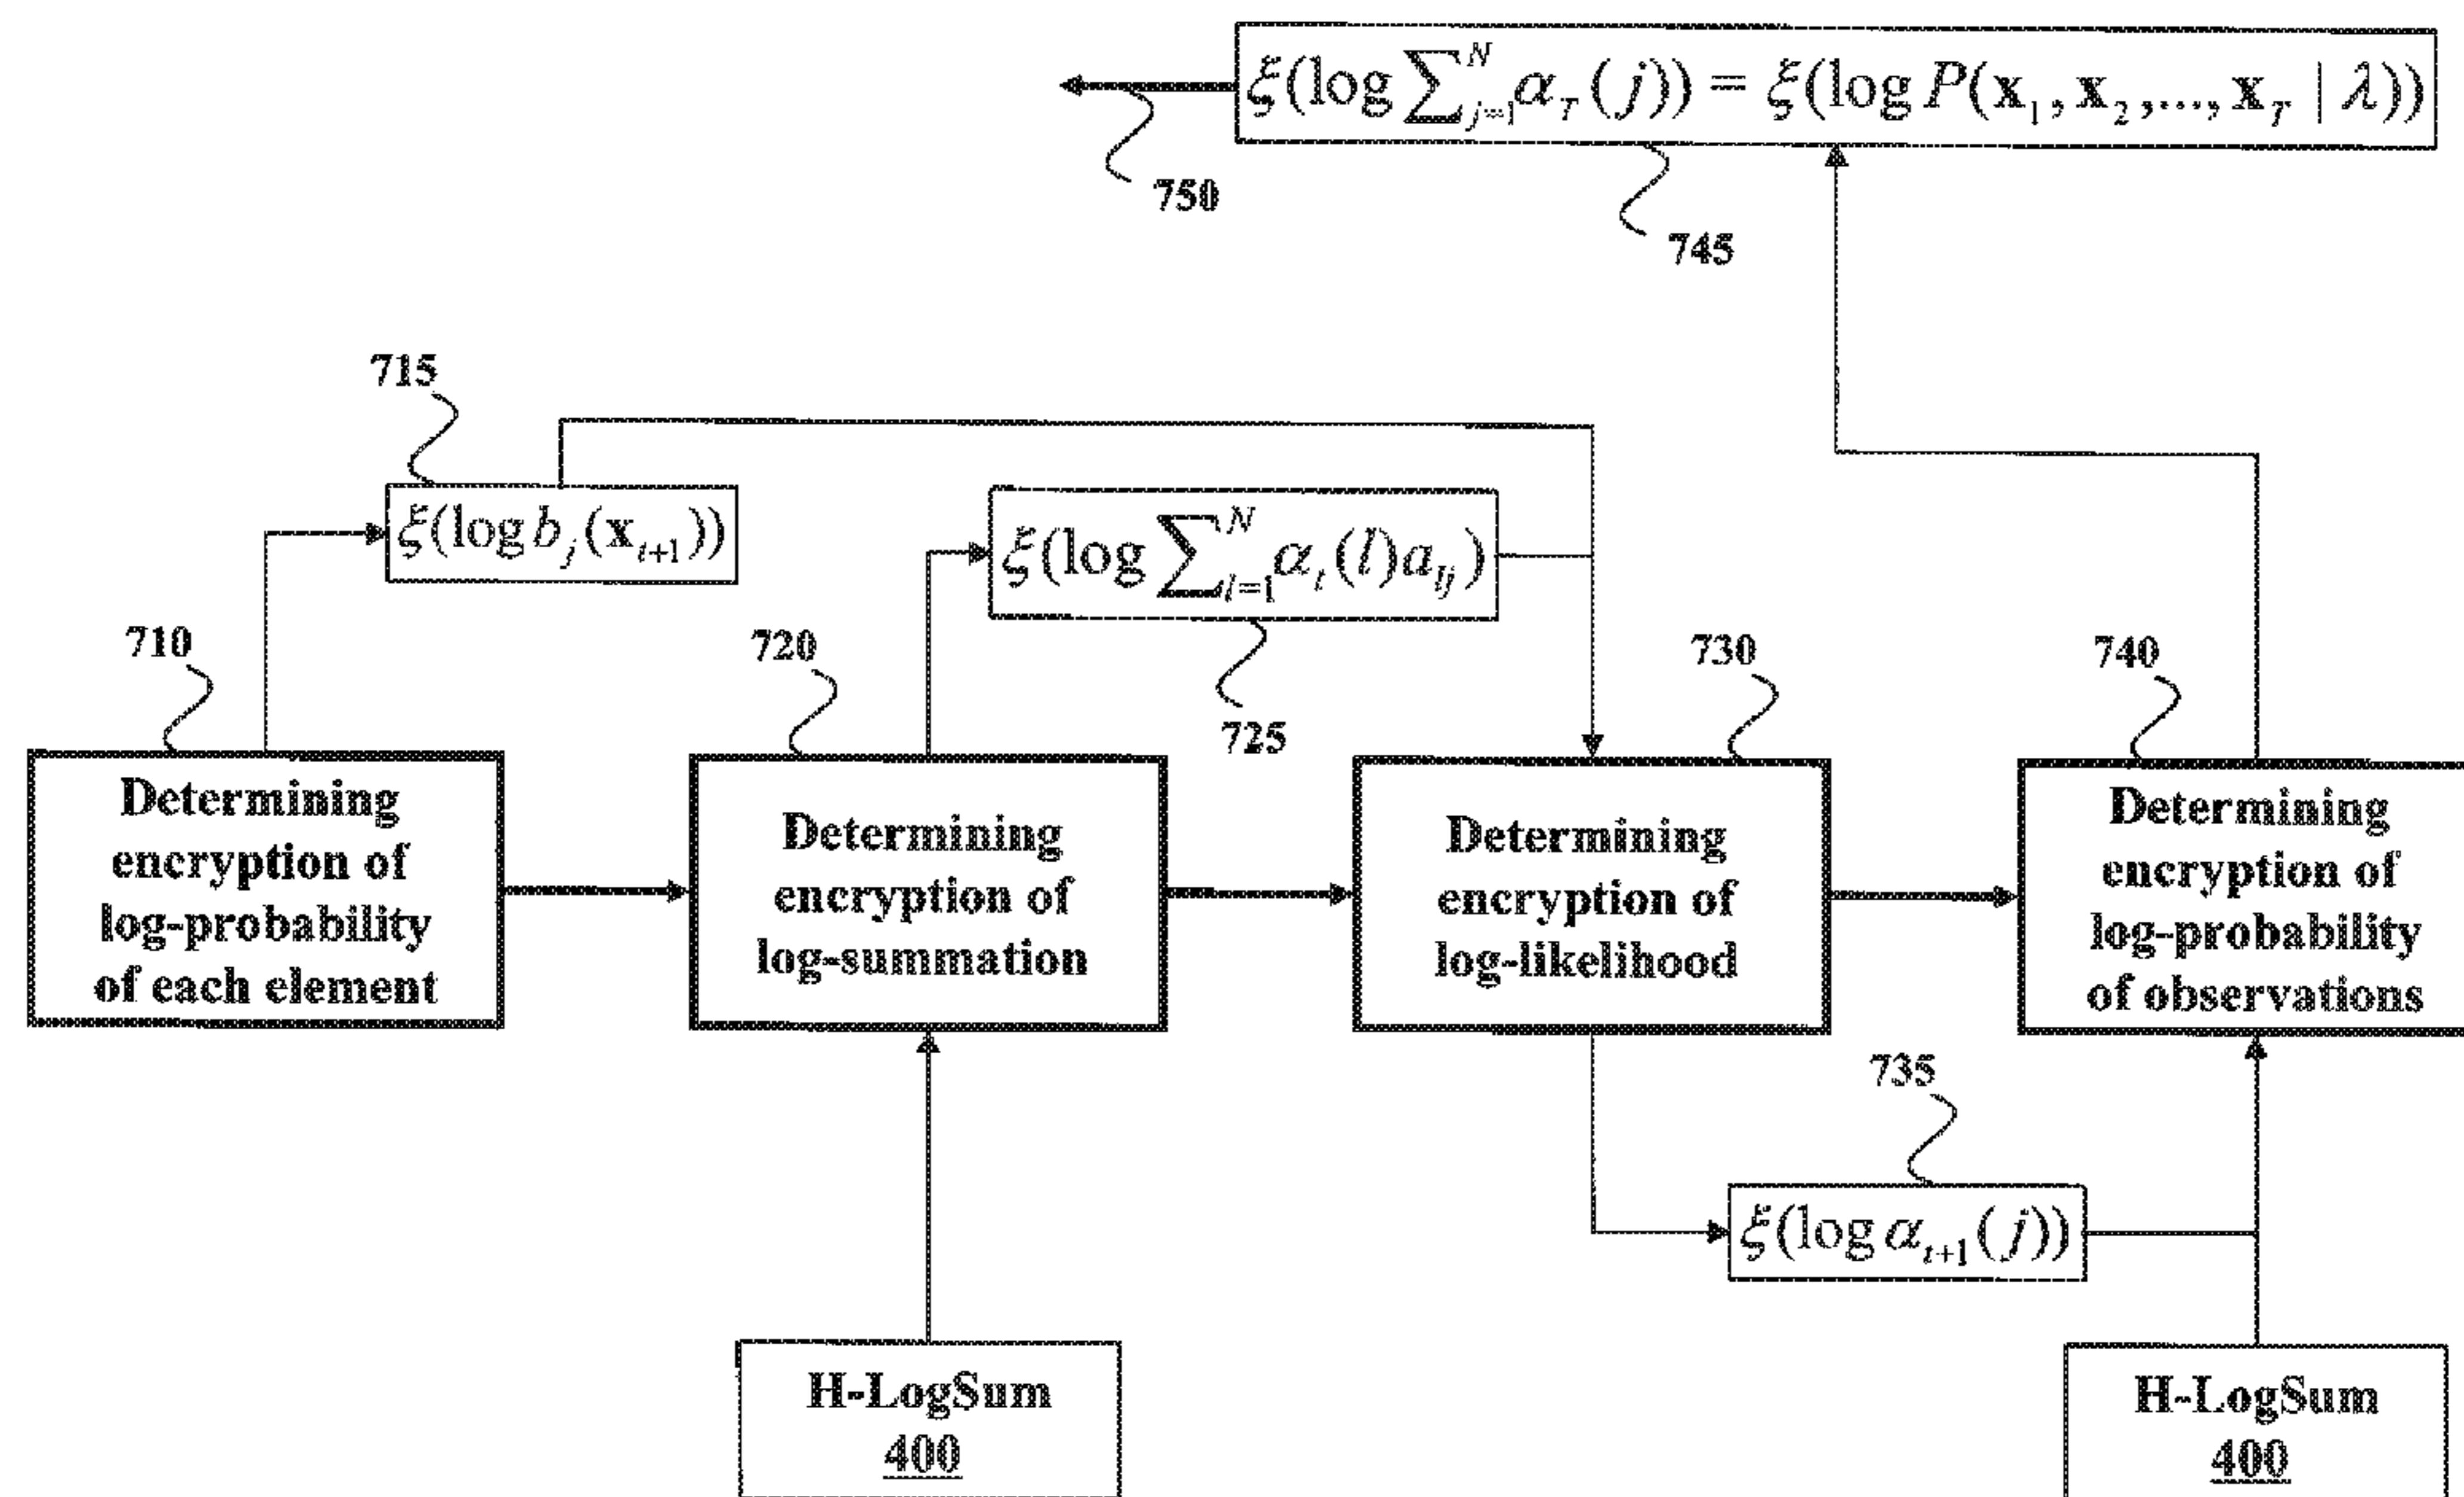 ξ(log ∑_{j=1}^{N} α_T(j)) = ξ(log P(x_1, x_2, ..., x_T | λ))
750
745
715
ξ(log b_j(x_{t+1}))
ξ(log ∑_{l=1}^{N} α_t(l)a_{lj})
710
720
725
730
740
Determining
encryption of
log-probability
of each element
Determining
encryption of
log-summation
Determining
encryption of
log-likelihood
Determining
encryption of
log-probability
of observations
735
ξ(log α_{t+1}(j))
H-LogSum
400
H-LogSum
400